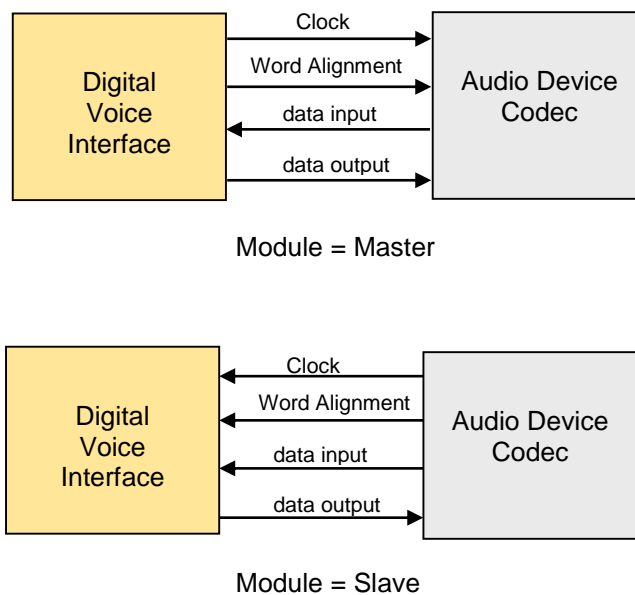 Digital
Voice
Interface
Clock
Word Alignment
data input
data output
Audio Device
Codec
Module = Master
Digital
Voice
Interface
Clock
Word Alignment
data input
data output
Audio Device
Codec
Module = Slave